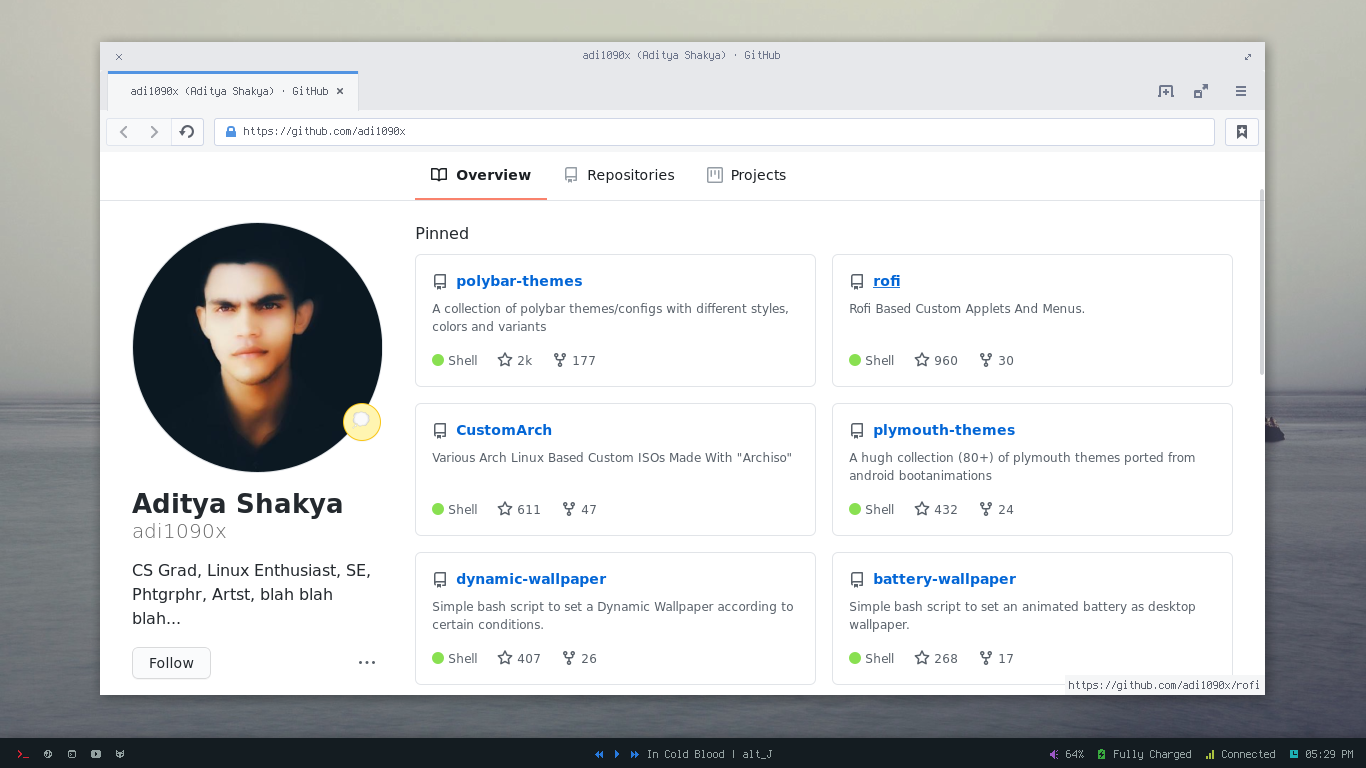 adi1090x (Aditya Shakya) · GitHub
adi1090x (Aditya Shakya) · GitHub
https://github.com/adi1090x
Overview
Repositories
Projects
Aditya Shakya
adi1090x
CS Grad, Linux Enthusiast, SE,
Phtgrphr, Artst, blah blah
blah...
Follow
Pinned
polybar-themes
A collection of polybar themes/configs with different styles,
colors and variants
Shell 2k 177
rofi
Rofi Based Custom Applets And Menus.
Shell 960 30
CustomArch
Various Arch Linux Based Custom ISOs Made With "Archiso"
Shell 611 47
plymouth-themes
A hugh collection (80+) of plymouth themes ported from
android bootanimations
Shell 432 24
dynamic-wallpaper
Simple bash script to set a Dynamic Wallpaper according to
certain conditions.
Shell 407 26
battery-wallpaper
Simple bash script to set an animated battery as desktop
wallpaper.
Shell 268 17
https://github.com/adi1090x/rofi
In Cold Blood | alt_J
64% Fully Charged Connected 05:29 PM